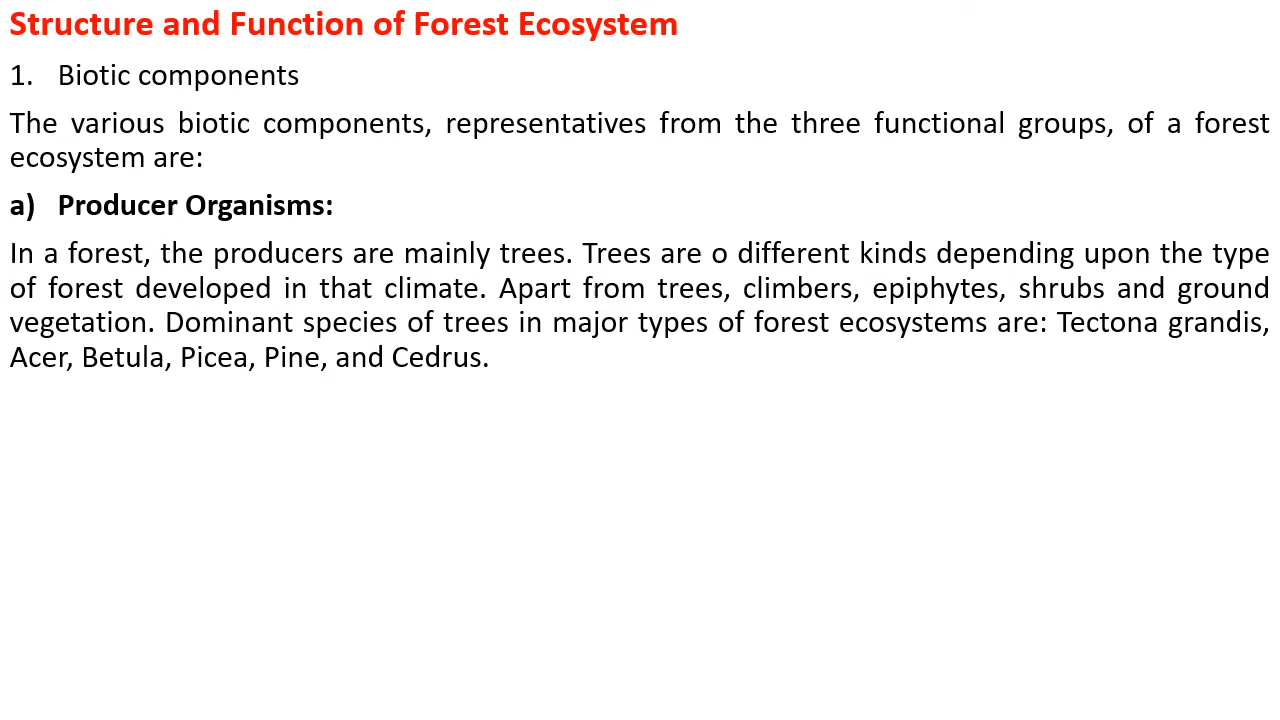 Structure and Function of Forest Ecosystem
1. Biotic components
The various biotic components, representatives from the three functional groups, of a forest
ecosystem are:
a) Producer Organisms:
In a forest, the producers are mainly trees. Trees are o different kinds depending upon the type
of forest developed in that climate. Apart from trees, climbers, epiphytes, shrubs and ground
vegetation. Dominant species of trees in major types of forest ecosystems are: Tectona grandis,
Acer, Betula, Picea, Pine, and Cedrus.